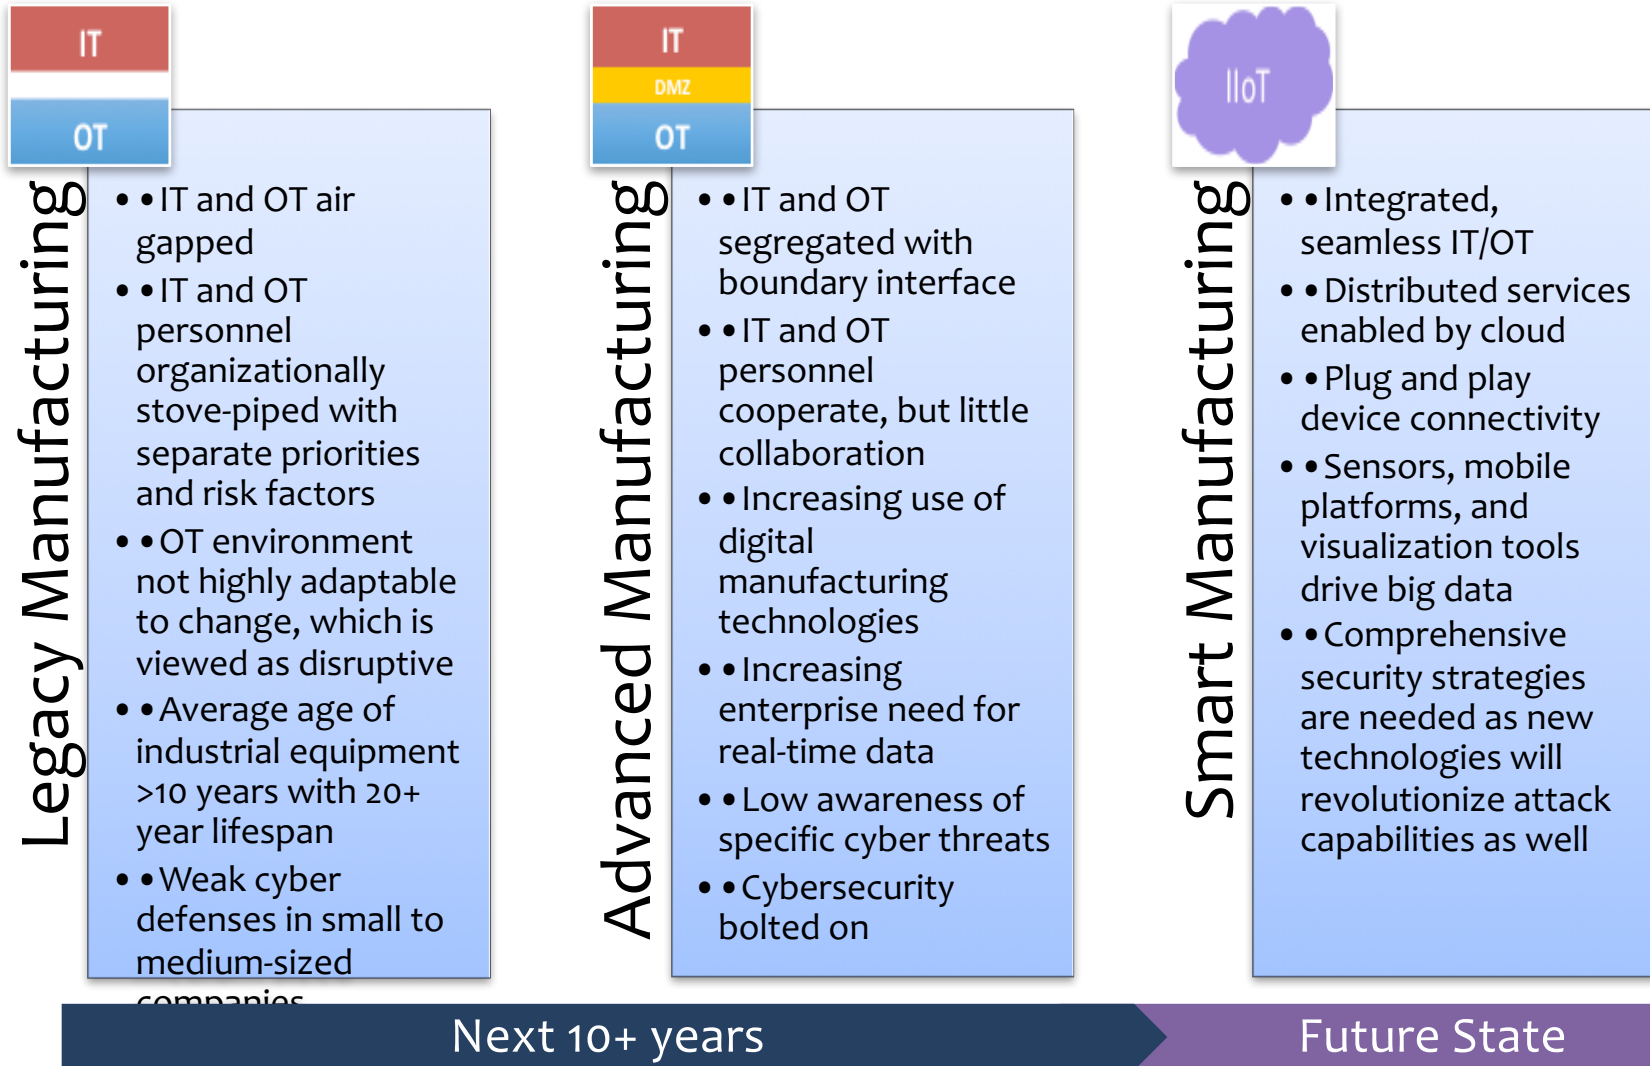 IT
OT
Legacy Manufacturing
• •IT and OT air
gapped
• •IT and OT
personnel
organizationally
stove-piped with
separate priorities
and risk factors
• •OT environment
not highly adaptable
to change, which is
viewed as disruptive
• •Average age of
industrial equipment
>10 years with 20+
year lifespan
• •Weak cyber
defenses in small to
medium-sized
companies
IT
DMZ
OT
Advanced Manufacturing
• •IT and OT
segregated with
boundary interface
• •IT and OT
personnel
cooperate, but little
collaboration
• •Increasing use of
digital
manufacturing
technologies
• •Increasing
enterprise need for
real-time data
• •Low awareness of
specific cyber threats
• •Cybersecurity
bolted on
IIoT
Smart Manufacturing
• •Integrated,
seamless IT/OT
• •Distributed services
enabled by cloud
• •Plug and play
device connectivity
• •Sensors, mobile
platforms, and
visualization tools
drive big data
• •Comprehensive
security strategies
are needed as new
technologies will
revolutionize attack
capabilities as well
Next 10+ years
Future State